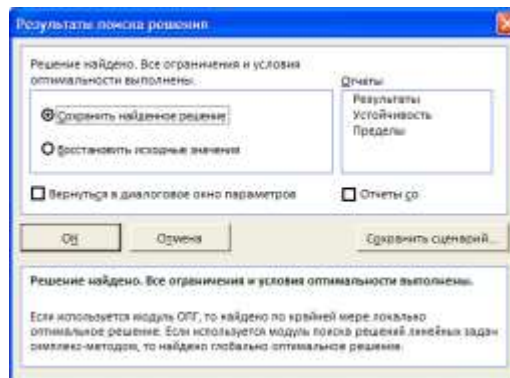 Результаты поиска решения
Решение найдено. Все ограничения и условия
оптимальности выполнены.
Отчеты
Результаты
Устойчивость
Пределы
Сохранить найденное решение
Восстановить исходные значения
Вернуться в диалоговое окно параметров
Отчеты со
ОК
Отмена
Сохранить сценарий...
Решение найдено. Все ограничения и условия оптимальности выполнены.
Если используется модуль ОПГ, то найдено по крайней мере локально
оптимальное решение. Если используется модуль поиска решений линейных задач
симплекс-методом, то найдено глобально оптимальное решение.